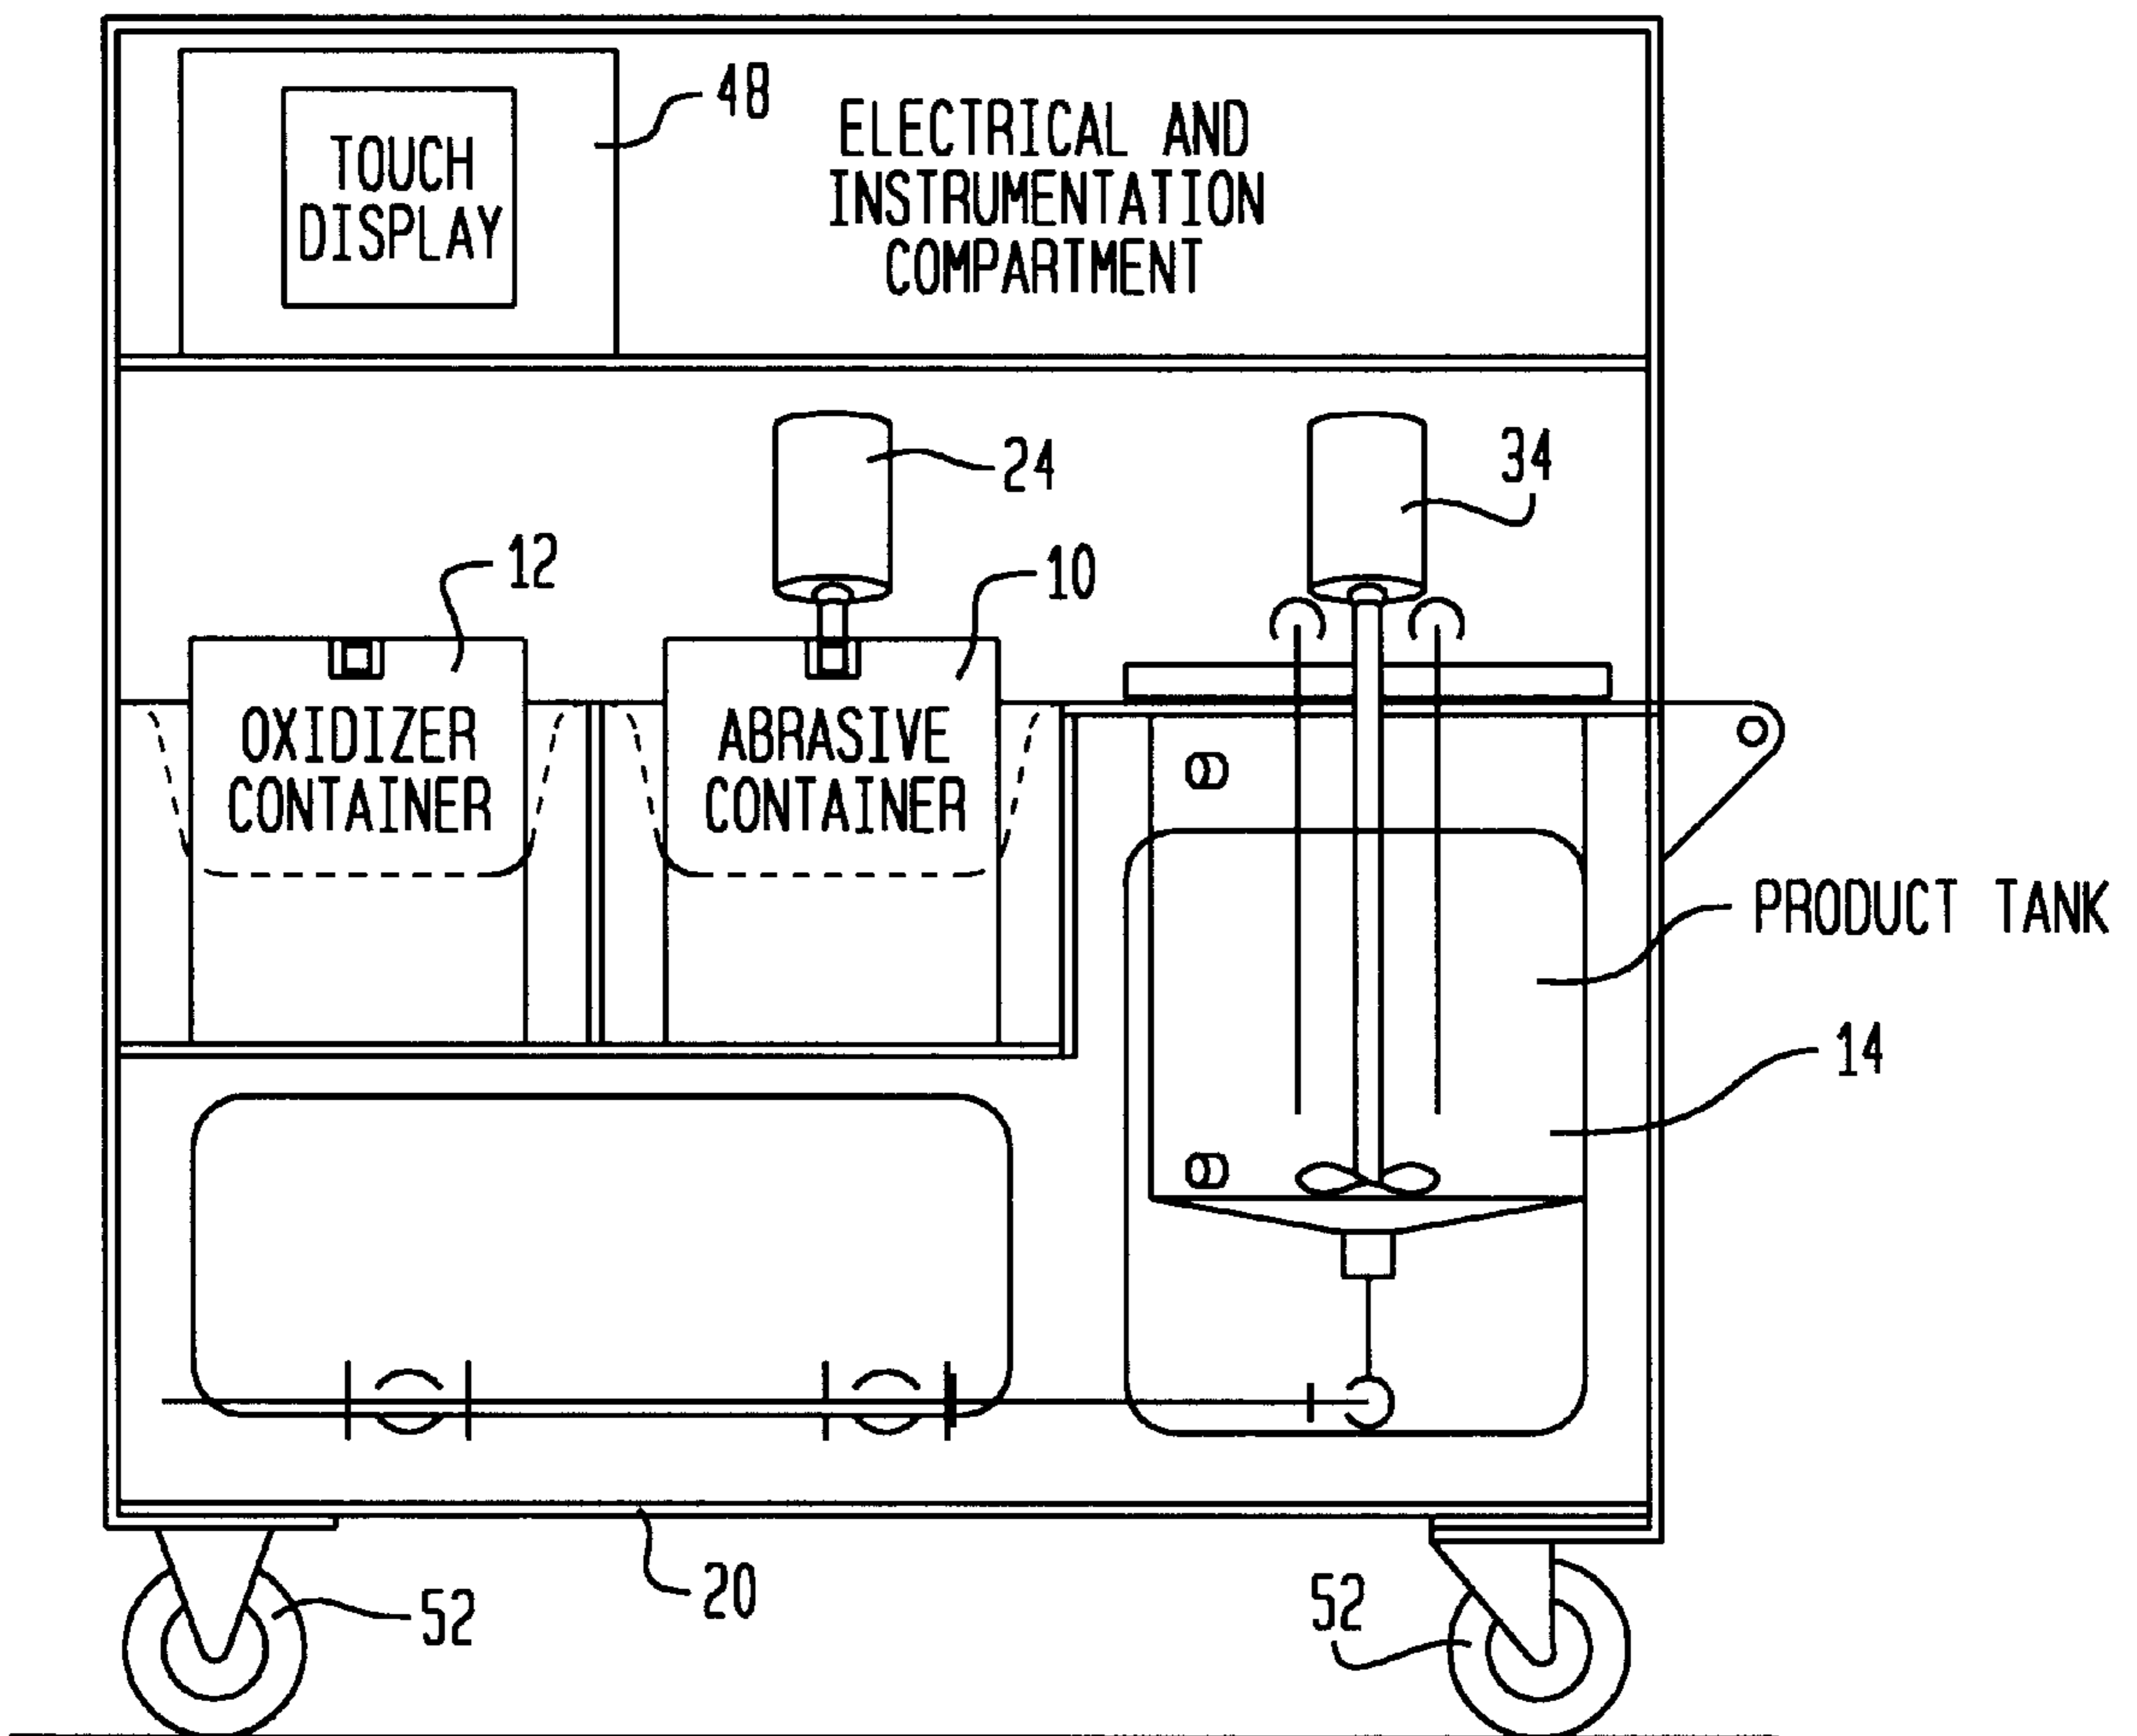 48
TOUCH
DISPLAY
ELECTRICAL AND
INSTRUMENTATION
COMPARTMENT
24
34
12
10
OXIDIZER
CONTAINER
ABRASIVE
CONTAINER
PRODUCT TANK
14
20
52
52